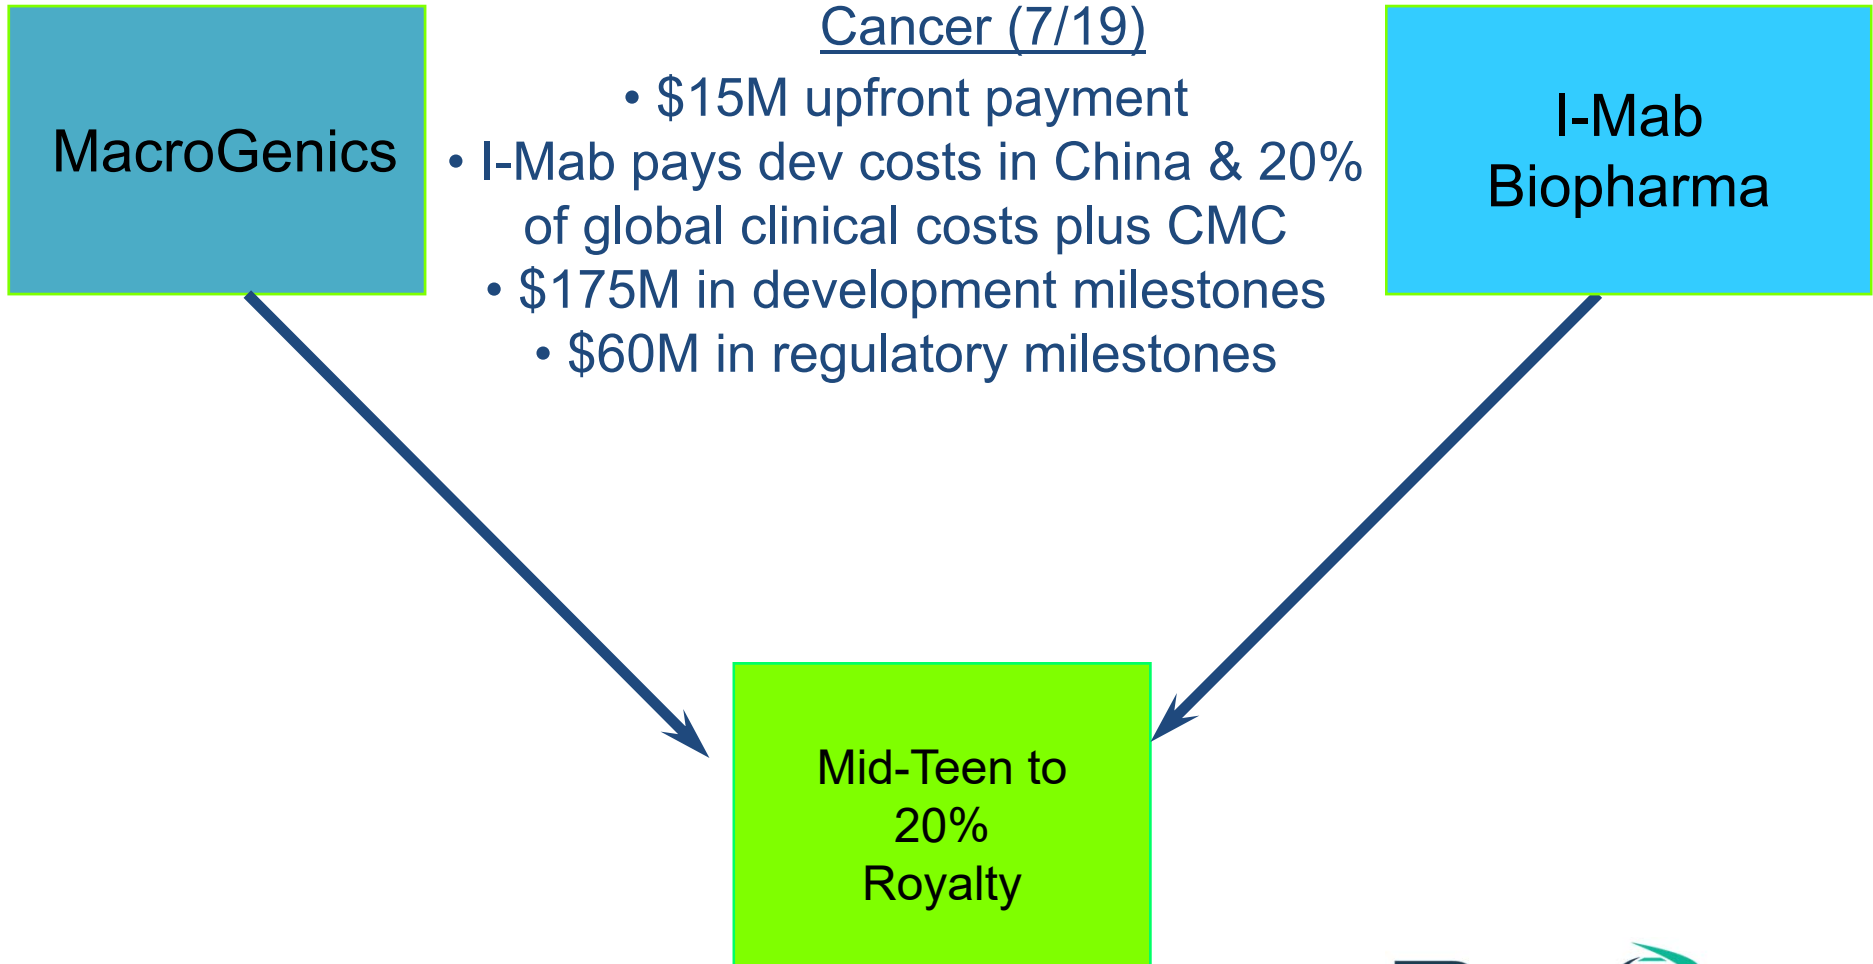 Cancer (7/19)
MacroGenics
• $15M upfront payment
• I-Mab pays dev costs in China & 20%
of global clinical costs plus CMC
• $175M in development milestones
• $60M in regulatory milestones
I-Mab
Biopharma
Mid-Teen to
20%
Royalty